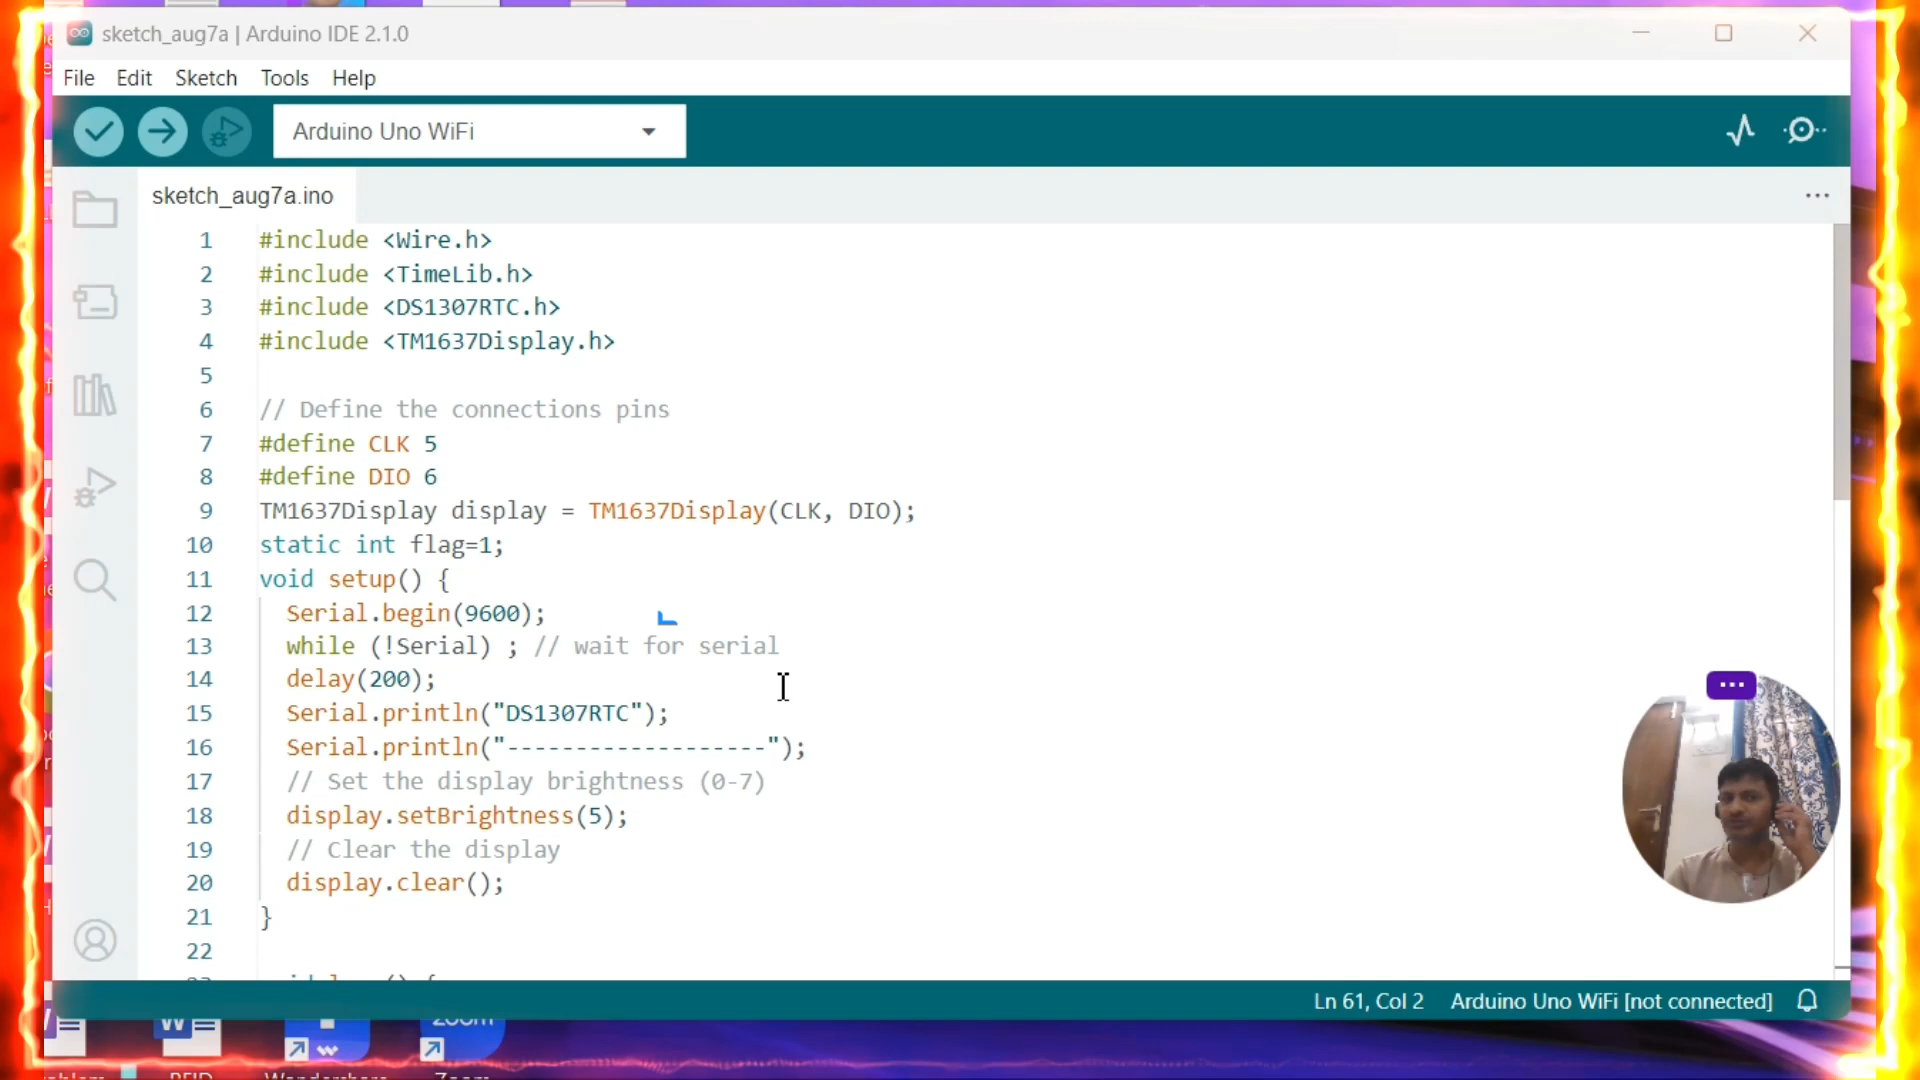 sketch_aug7a | Arduino IDE 2.1.0
File Edit Sketch Tools Help
Arduino Uno WiFi
sketch_aug7a.ino
1 #include <Wire.h>
2 #include <TimeLib.h>
3 #include <DS1307RTC.h>
4 #include <TM1637Display.h>
5
6 // Define the connections pins
7 #define CLK 5
8 #define DIO 6
9 TM1637Display display = TM1637Display(CLK, DIO);
10 static int flag=1;
11 void setup() {
12 Serial.begin(9600);
13 while (!Serial) ; // wait for serial
14 delay(200);
15 Serial.println("DS1307RTC");
16 Serial.println("-------------------");
17 // Set the display brightness (0-7)
18 display.setBrightness(5);
19 // Clear the display
20 display.clear();
21 }
22
Ln 61, Col 2 Arduino Uno WiFi [not connected]
zoom